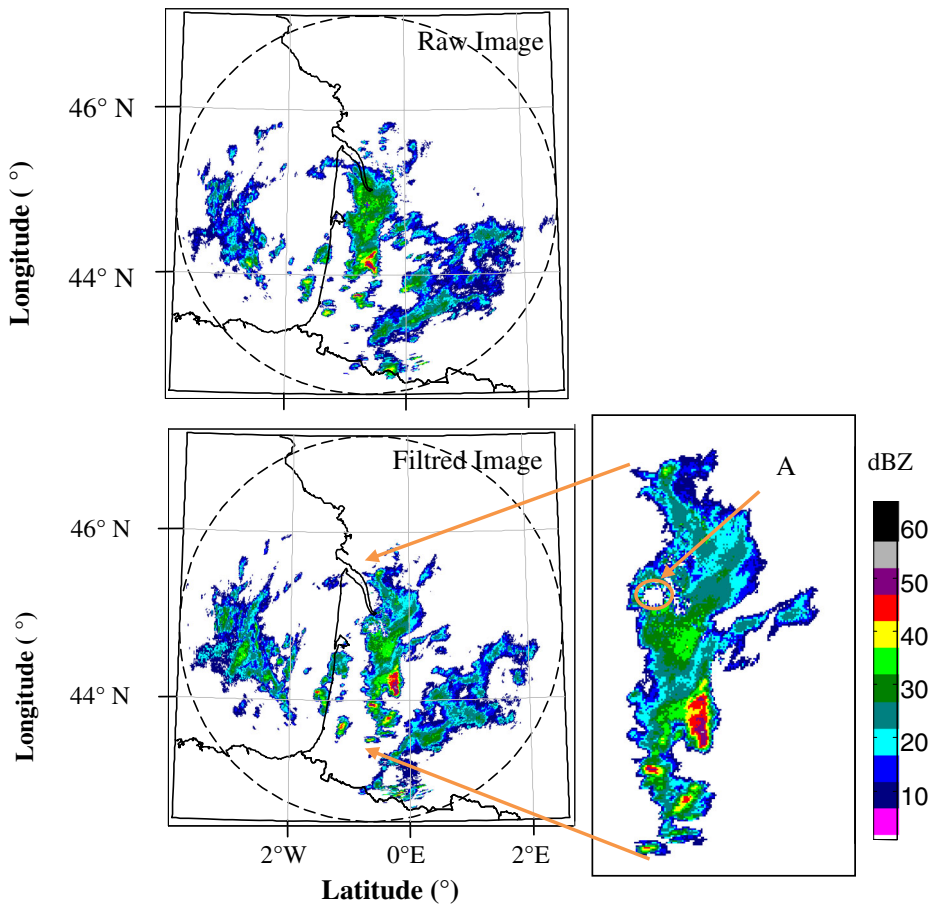 Raw Image
46° N
Longitude ( °)
44° N
Filtred Image
A
dBZ
60
50
40
30
20
10
46° N
Longitude (°)
44° N
2°W
0°E
2°E
Latitude (°)